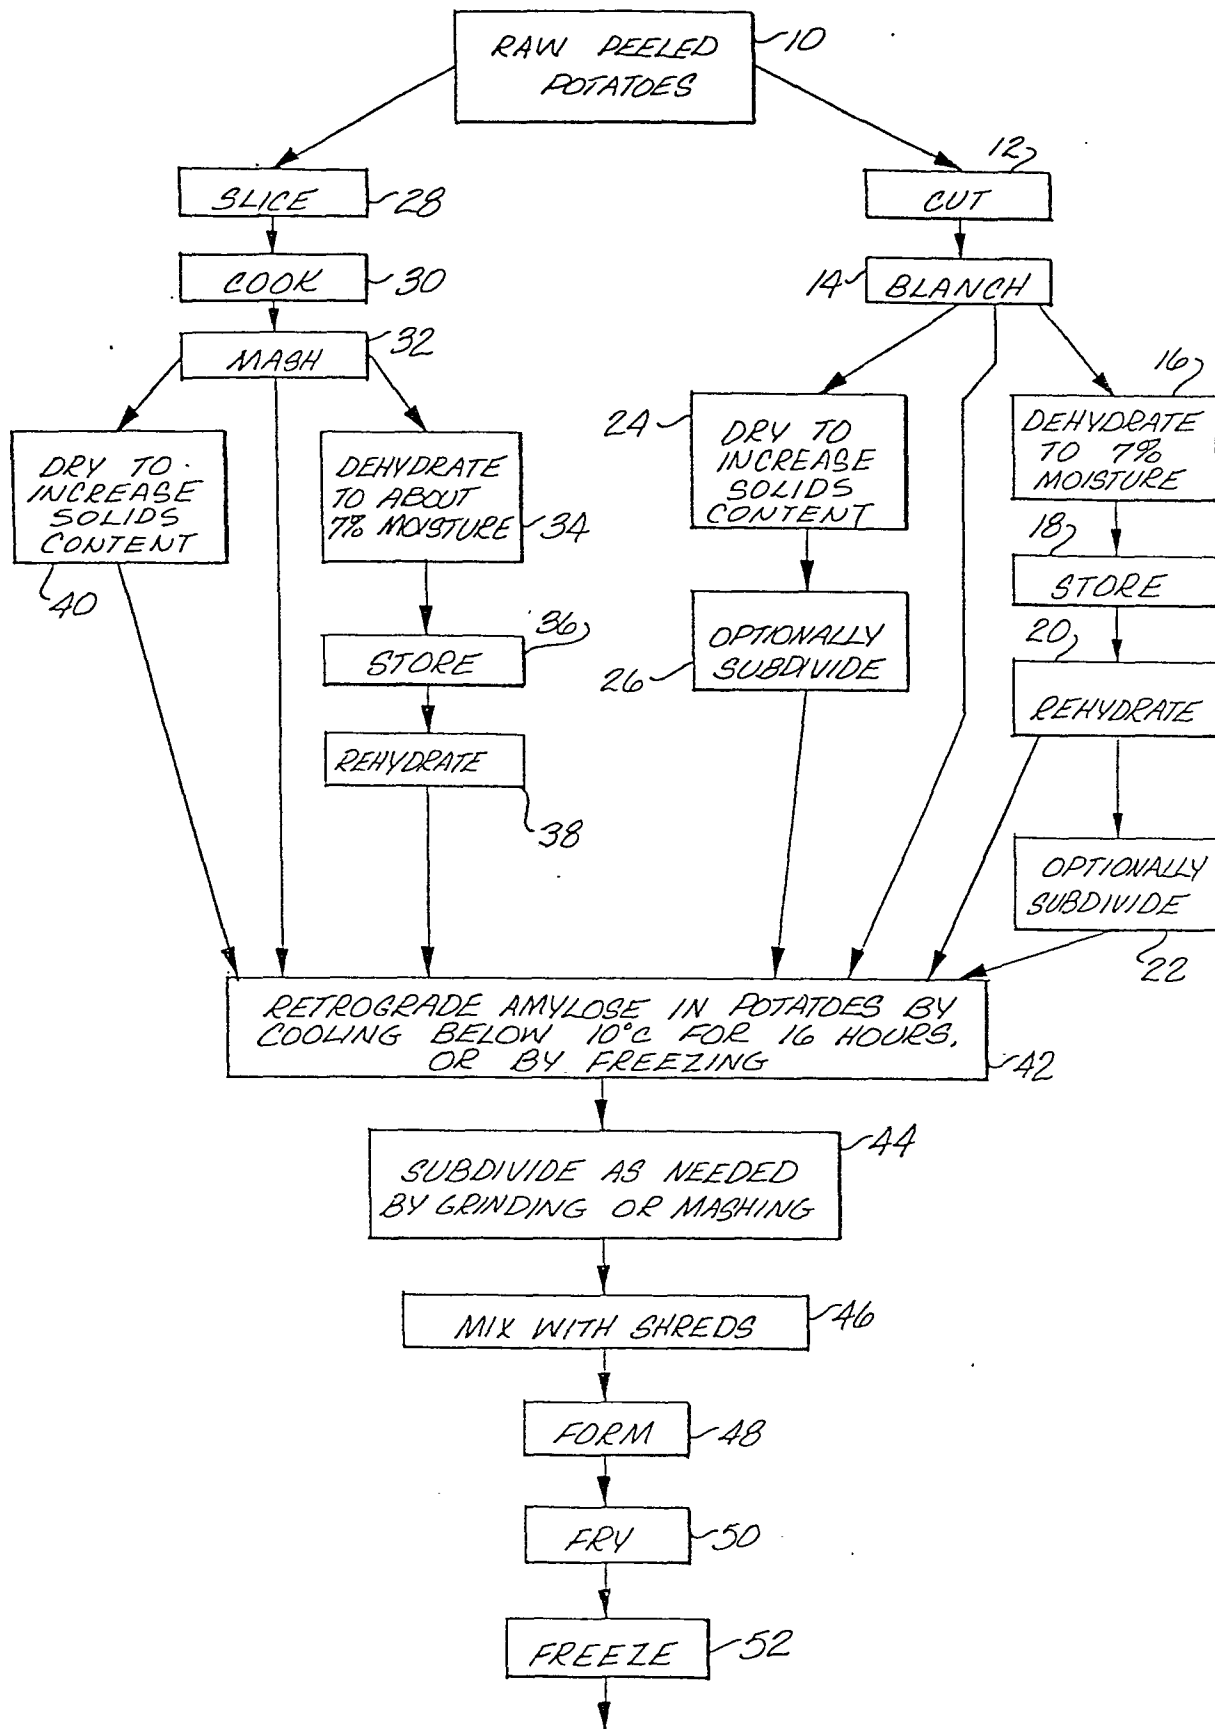 RAW PEELED
POTATOES
10
SLICE
28
COOK
30
MASH
32
DRY TO
INCREASE
SOLIDS
CONTENT
40
DEHYDRATE
TO ABOUT
7% MOISTURE
34
STORE
36
REHYDRATE
38
CUT
12
BLANCH
14
DRY TO
INCREASE
SOLIDS
CONTENT
24
OPTIONALLY
SUBDIVIDE
26
DEHYDRATE
TO 7%
MOISTURE
16
STORE
18
REHYDRATE
20
OPTIONALLY
SUBDIVIDE
22
RETROGRADE AMYLOSE IN POTATOES BY
COOLING BELOW 10°C FOR 16 HOURS.
OR BY FREEZING
42
SUBDIVIDE AS NEEDED
BY GRINDING OR MASHING
44
MIX WITH SHREDS
46
FORM
48
FRY
50
FREEZE
52